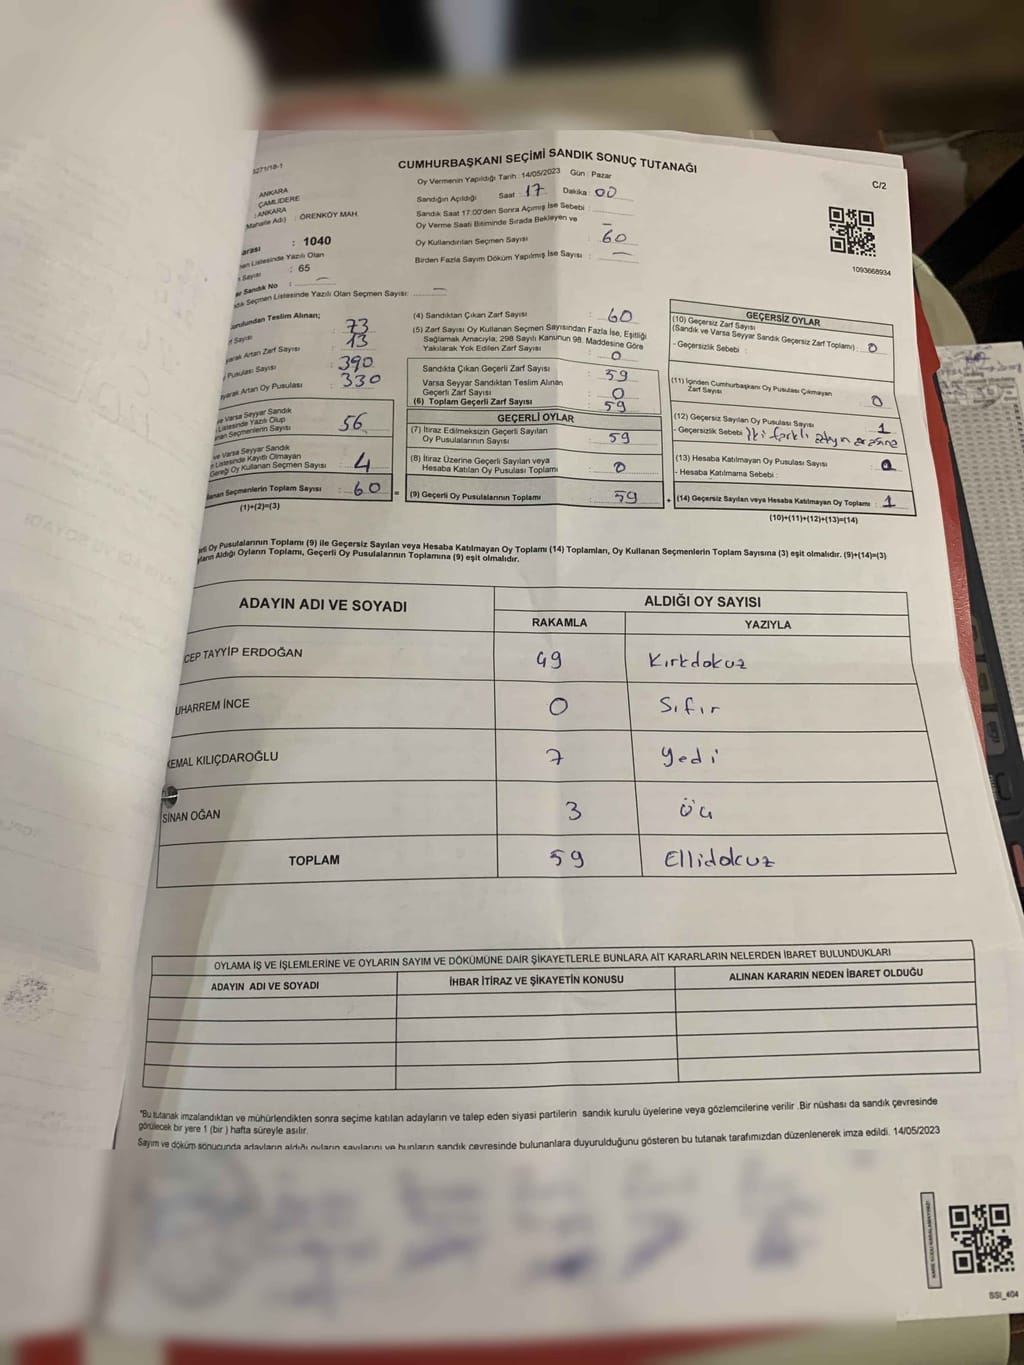 5271/18-1
CUMHURBAŞKANI SEÇİMİ SANDIK SONUÇ TUTANAĞI
C/2
Oy Vermenin Yapıldığı Tarih : 14/05/2023 Gün : Pazar
ANKARA
ÇAMLIDERE
: ANKARA
Mahalle Adı) : ÖRENKÖY MAH.
Sandığın Açıldığı Saat : 17 Dakika : 00
Sandık Saat 17:00'den Sonra Açımış İse Sebebi :
Oy Verme Saati Bitiminde Sırada Bekleyen ve
Oy Kullandırılan Seçmen Sayısı : 60
Birden Fazla Sayım Döküm Yapılmış İse Sayısı : —
1093668934
: 1040
Listesinde Yazılı Olan
Sayısı : 65
Sandık No : —
Seçmen Listesinde Yazılı Olan Seçmen Sayısı: —
Teslim Alınan;
Sayısı : 73
Artan Zarf Sayısı : 13
Pusulası Sayısı : 390
Artan Oy Pusulası : 330
ve Varsa Seyyar Sandık
Listesinde Yazılı Olup
Seçmenlerin Sayısı : 56
ve Varsa Seyyar Sandık
Listesinde Kayıtlı Olmayan
Gereği Oy Kullanan Seçmen Sayısı : 4
Seçmenlerin Toplam Sayısı : 60 =
(1)+(2)=(3)
(4) Sandıktan Çıkan Zarf Sayısı : 60
(5) Zarf Sayısı Oy Kullanan Seçmen Sayısından Fazla İse, Eşitliği
Sağlamak Amacıyla; 298 Sayılı Kanunun 98. Maddesine Göre
Yakılarak Yok Edilen Zarf Sayısı : 0
Sandıkta Çıkan Geçerli Zarf Sayısı : 59
Varsa Seyyar Sandıktan Teslim Alınan
Geçerli Zarf Sayısı : 0
(6) Toplam Geçerli Zarf Sayısı : 59
GEÇERLİ OYLAR
(7) İtiraz Edilmeksizin Geçerli Sayılan
Oy Pusulalarının Sayısı : 59
(8) İtiraz Üzerine Geçerli Sayılan veya
Hesaba Katılan Oy Pusulası Toplamı : 0
(9) Geçerli Oy Pusulalarının Toplamı : 59 +
GEÇERSİZ OYLAR
(10) Geçersiz Zarf Sayısı
(Sandık ve Varsa Seyyar Sandık Geçersiz Zarf Toplamı) : 0
- Geçersizlik Sebebi :
(11) İçinden Cumhurbaşkanı Oy Pusulası Çıkmayan
Zarf Sayısı : 0
(12) Geçersiz Sayılan Oy Pusulası Sayısı : 1
- Geçersizlik Sebebi : İki farklı
(13) Hesaba Katılmayan Oy Pusulası Sayısı : 0
- Hesaba Katılmama Sebebi :
(14) Geçersiz Sayılan veya Hesaba Katılmayan Oy Toplamı : 1
(10)+(11)+(12)+(13)=(14)
Oy Pusulalarının Toplamı (9) ile Geçersiz Sayılan veya Hesaba Katılmayan Oy Toplamı (14) Toplamları, Oy Kullanan Seçmenlerin Toplam Sayısına (3) eşit olmalıdır. (9)+(14)=(3)
Aldığı Oyların Toplamı, Geçerli Oy Pusulalarının Toplamına (9) eşit olmalıdır.
ADAYIN ADI VE SOYADI
ALDIĞI OY SAYISI
RAKAMLA YAZIYLA
CEP TAYYİP ERDOĞAN 49 Kırkdokuz
UHARREM İNCE 0 Sıfır
KEMAL KILIÇDAROĞLU 7 Yedi
SİNAN OĞAN 3 Üç
TOPLAM 59 Ellidokuz
OYLAMA İŞ VE İŞLEMLERİNE VE OYLARIN SAYIM VE DÖKÜMÜNE DAİR ŞİKAYETLERLE BUNLARA AİT KARARLARIN NELERDEN İBARET BULUNDUKLARI
ADAYIN ADI VE SOYADI İHBAR İTİRAZ VE ŞİKAYETİN KONUSU ALINAN KARARIN NEDEN İBARET OLDUĞU
*Bu tutanak imzalandıktan ve mühürlendikten sonra seçime katılan adayların ve talep eden siyasi partilerin sandık kurulu üyelerine veya gözlemcilerine verilir .Bir nüshası da sandık çevresinde
görülecek bir yere 1 (bir ) hafta süreyle asılır.
Sayım ve döküm sonucunda adayların aldığı oyların sayılarını ve bunların sandık çevresinde bulunanlara duyurulduğunu gösteren bu tutanak tarafımızdan düzenlenerek imza edildi. 14/05/2023
SSI_404